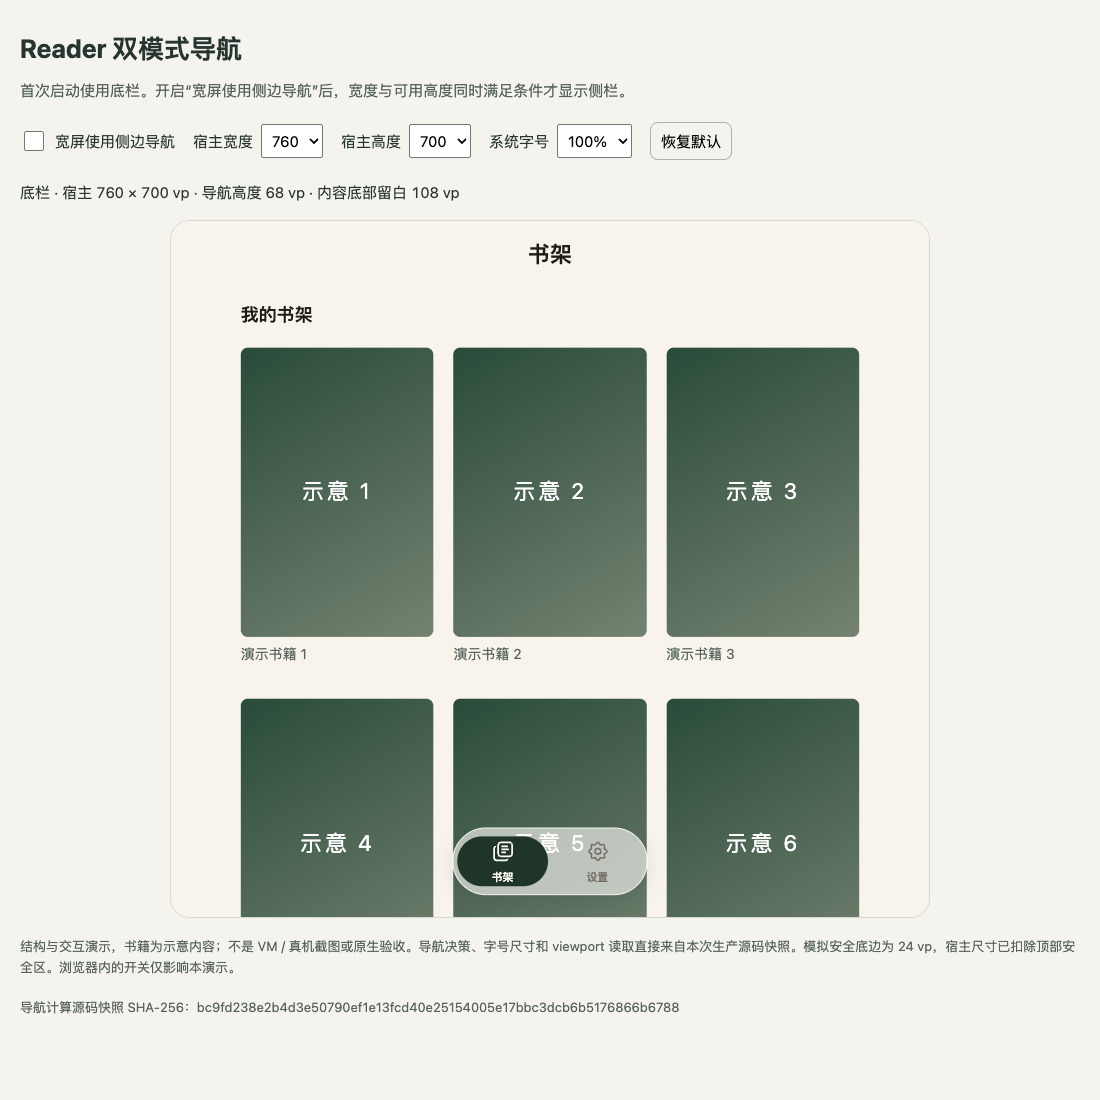 Reader 双模式导航
首次启动使用底栏。开启“宽屏使用侧边导航”后，宽度与可用高度同时满足条件才显示侧栏。
宽屏使用侧边导航 宿主宽度 760 宿主高度 700 系统字号 100% 恢复默认
底栏 · 宿主 760 × 700 vp · 导航高度 68 vp · 内容底部留白 108 vp
书架
我的书架
示意 1 示意 2 示意 3
演示书籍 1 演示书籍 2 演示书籍 3
示意 4 意 5 示意 6
书架 设置
结构与交互演示，书籍为示意内容；不是 VM / 真机截图或原生验收。导航决策、字号尺寸和 viewport 读取直接来自本次生产源码快照。模拟安全底边为 24 vp，宿主尺寸已扣除顶部安
全区。浏览器内的开关仅影响本演示。
导航计算源码快照 SHA-256：bc9fd238e2b4d3e50790ef1e13fcd40e25154005e17bbc3dcb6b5176866b6788